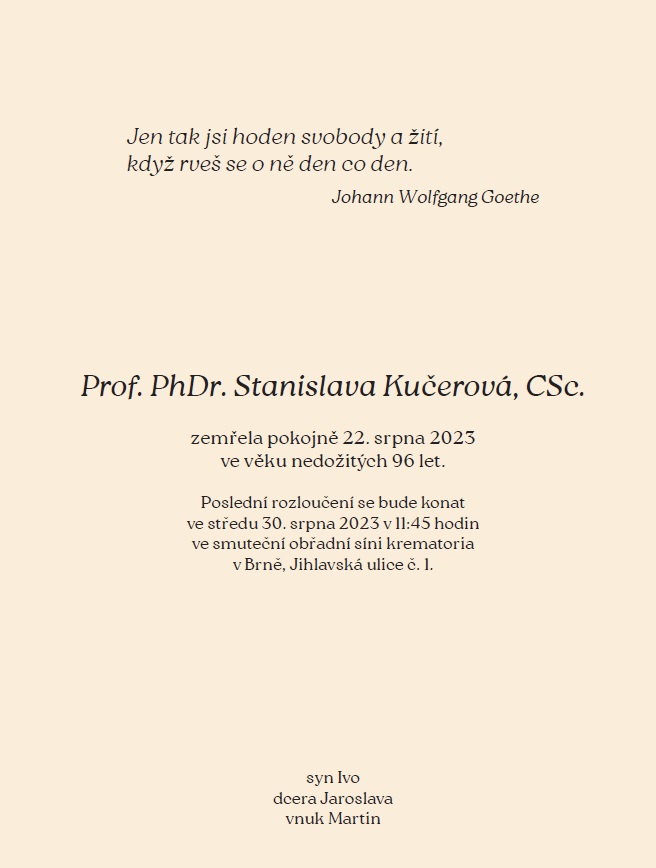 Jen tak jsi hoden svobody a žití,
když rveš se o ně den co den.
Johann Wolfgang Goethe
Prof. PhDr. Stanislava Kučerová, CSc.
zemřela pokojně 22. srpna 2023
ve věku nedožitých 96 let.
Poslední rozloučení se bude konat
ve středu 30. srpna 2023 v 11:45 hodin
ve smuteční obřadní síni krematoria
v Brně, Jihlavská ulice č. 1.
syn Ivo
dcera Jaroslava
vnuk Martin